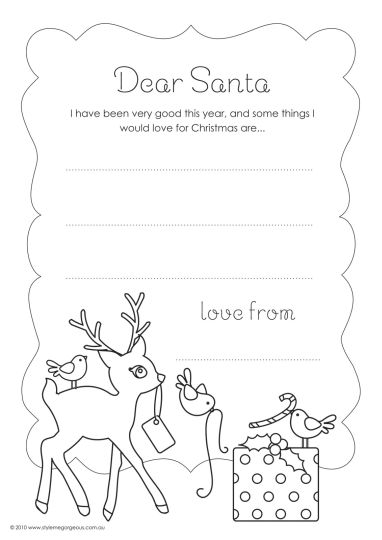 Dear Santa
I have been very good this year, and some things I
would love for Christmas are...
love from
© 2010 www.stylemegorgeous.com.au